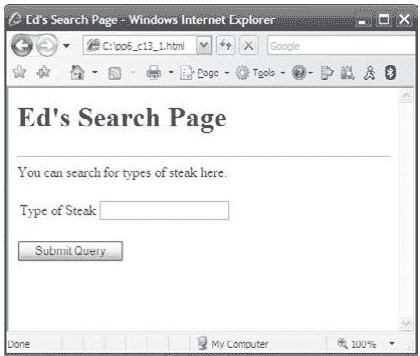 Ed's Search Page - Windows Internet Explorer
C:\pp6_c13_1.html
Google
Page
Tools
Ed's Search Page
You can search for types of steak here.
Type of Steak
Submit Query
Done
My Computer
100%